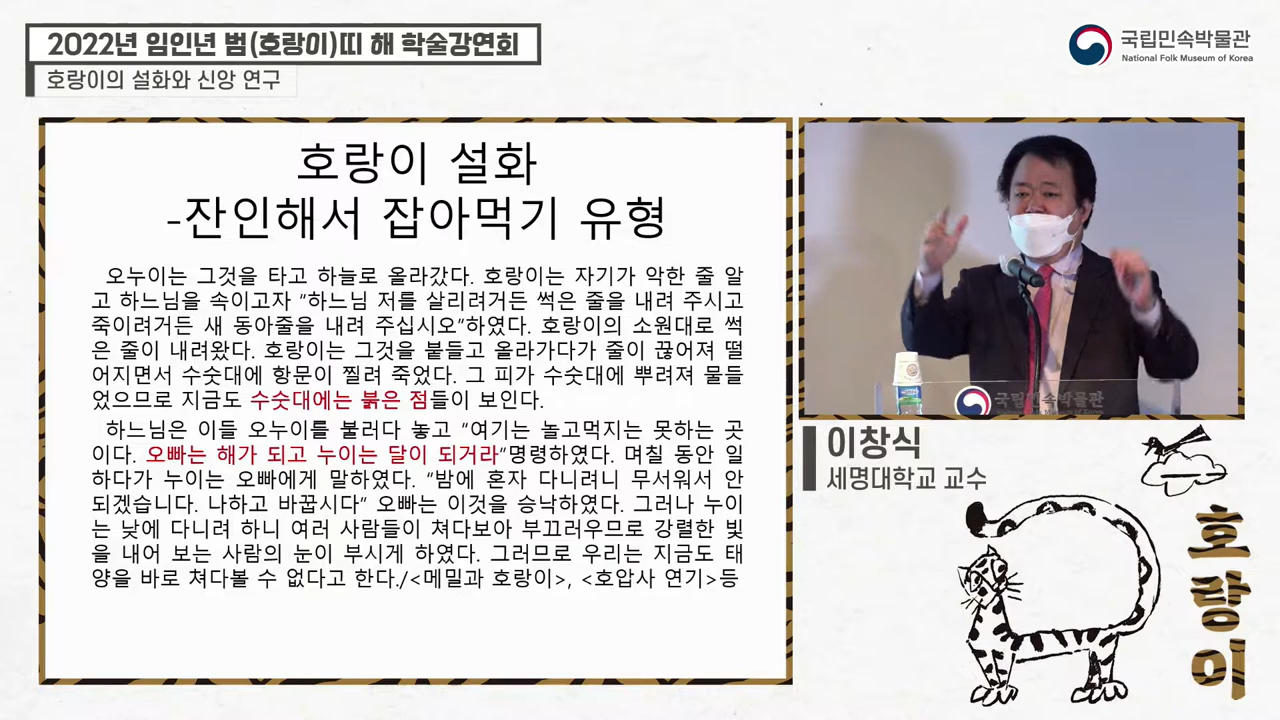 2022년 임인년 범(호랑이)띠 해 학술강연회
호랑이의 설화와 신앙 연구
국립민속박물관
National Folk Museum of Korea
호랑이 설화
-잔인해서 잡아먹기 유형
오누이는 그것을 타고 하늘로 올라갔다. 호랑이는 자기가 악한 줄 알
고 하느님을 속이고자 "하느님 저를 살리려거든 썩은 줄을 내려 주시고
죽이려거든 새 동아줄을 내려 주십시오"하였다. 호랑이의 소원대로 썩
은 줄이 내려왔다. 호랑이는 그것을 붙들고 올라가다가 줄이 끊어져 떨
어지면서 수숫대에 항문이 찔려 죽었다. 그 피가 수숫대에 뿌려져 물들
었으므로 지금도 수숫대에는 붉은 점들이 보인다.
하느님은 이들 오누이를 불러다 놓고 "여기는 놀고먹지는 못하는 곳
이다. 오빠는 해가 되고 누이는 달이 되거라"명령하였다. 며칠 동안 일
하다가 누이는 오빠에게 말하였다. "밤에 혼자 다니려니 무서워서 안
되겠습니다. 나하고 바꿉시다" 오빠는 이것을 승낙하였다. 그러나 누이
는 낮에 다니려 하니 여러 사람들이 쳐다보아 부끄러우므로 강렬한 빛
을 내어 보는 사람의 눈이 부시게 하였다. 그러므로 우리는 지금도 태
양을 바로 쳐다볼 수 없다고 한다./<메밀과 호랑이>, <호압사 연기>등
국립민속박물관
이창식
세명대학교 교수
호랑이